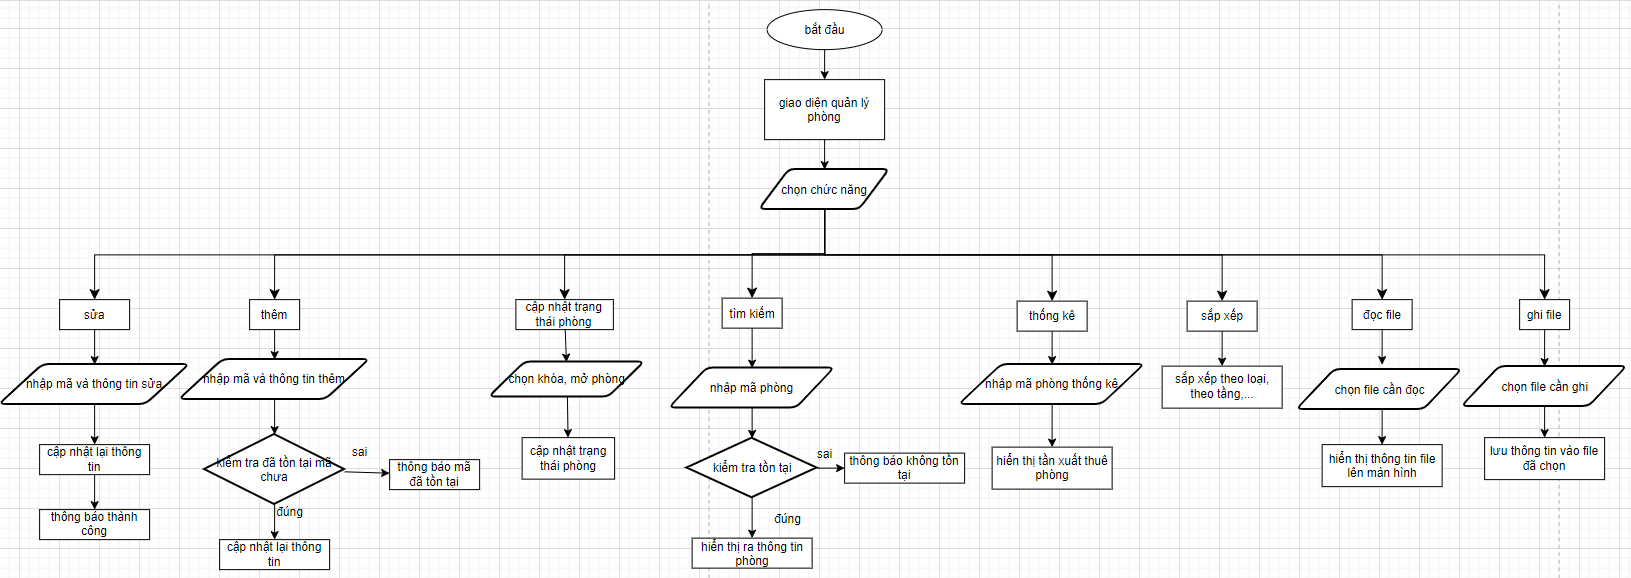 bắt đầu
giao diện quản lý
phòng
chọn chức năng
sửa
thêm
cập nhật trạng
thái phòng
tìm kiếm
thống kê
sắp xếp
đọc file
ghi file
nhập mã và thông tin sửa
nhập mã và thông tin thêm
chọn khóa, mở phòng
nhập mã phòng
nhập mã phòng thống kê
sắp xếp theo loại,
theo tầng,...
chọn file cần đọc
chọn file cần ghi
cập nhật lại thông
tin
kiểm tra đã tồn tại mã
chưa
sai
thông báo mã
đã tồn tại
cập nhật trạng
thái phòng
kiểm tra tồn tại
sai
thông báo không tồn
tại
hiển thị tần xuất thuê
phòng
hiển thị thông tin file
lên màn hình
lưu thông tin vào file
đã chọn
thông báo thành
công
đúng
cập nhật lại thông
tin
đúng
hiển thị ra thông tin
phòng